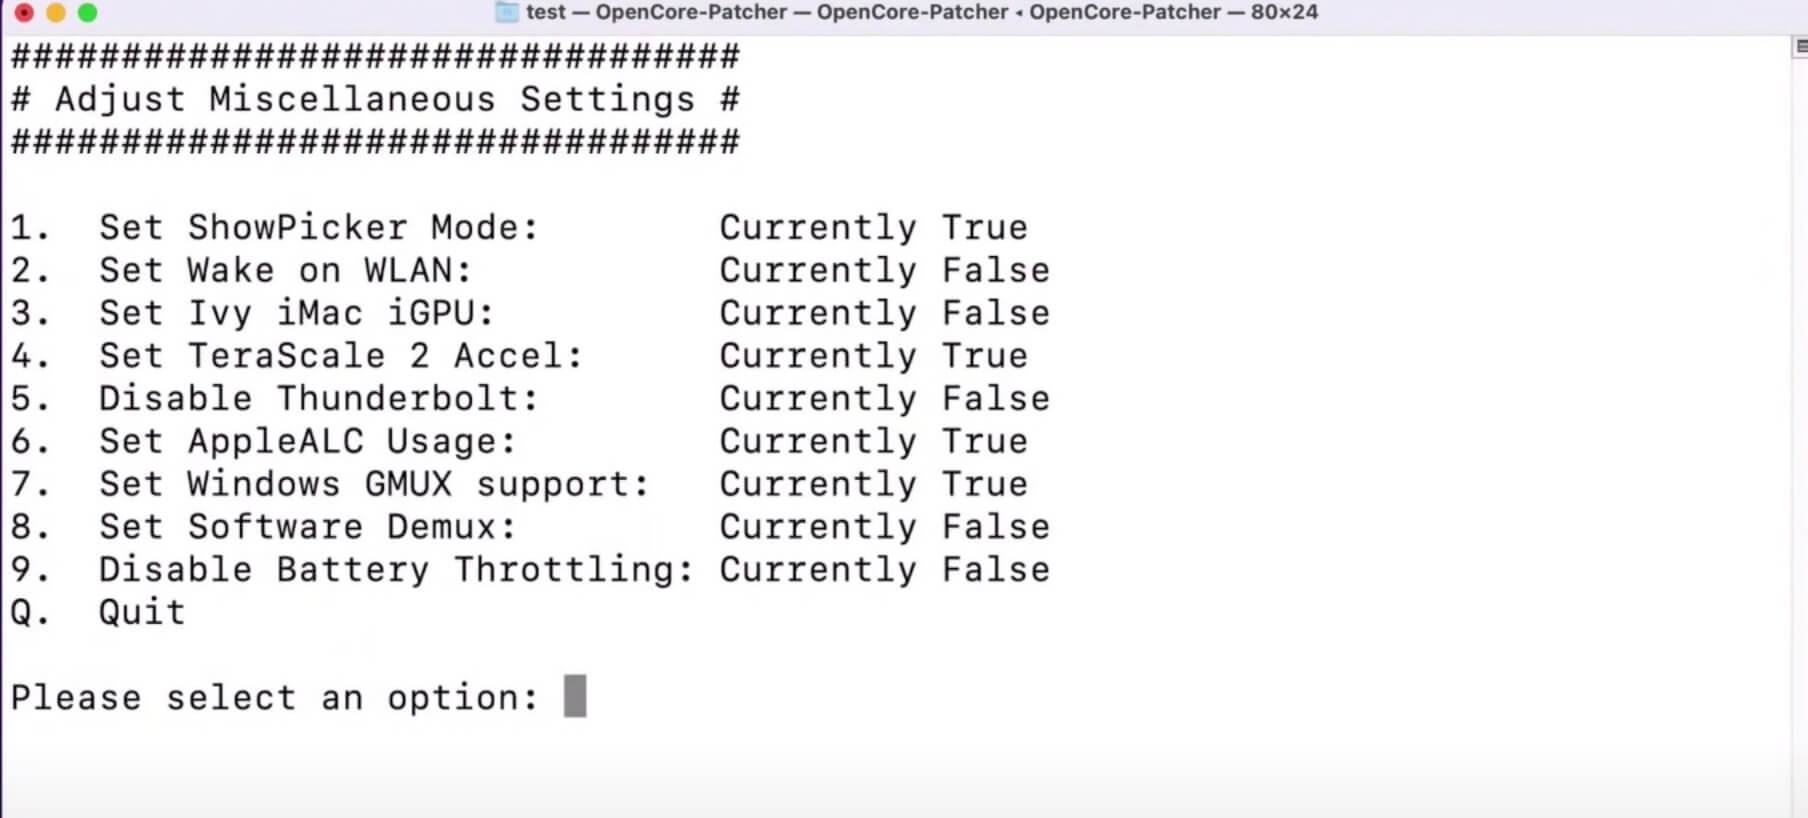 test — OpenCore-Patcher — OpenCore-Patcher ◂ OpenCore-Patcher — 80×24
#################################
# Adjust Miscellaneous Settings #
#################################
1.  Set ShowPicker Mode:        Currently True
2.  Set Wake on WLAN:           Currently False
3.  Set Ivy iMac iGPU:          Currently False
4.  Set TeraScale 2 Accel:      Currently True
5.  Disable Thunderbolt:        Currently False
6.  Set AppleALC Usage:         Currently True
7.  Set Windows GMUX support:   Currently True
8.  Set Software Demux:         Currently False
9.  Disable Battery Throttling: Currently False
Q.  Quit
Please select an option: